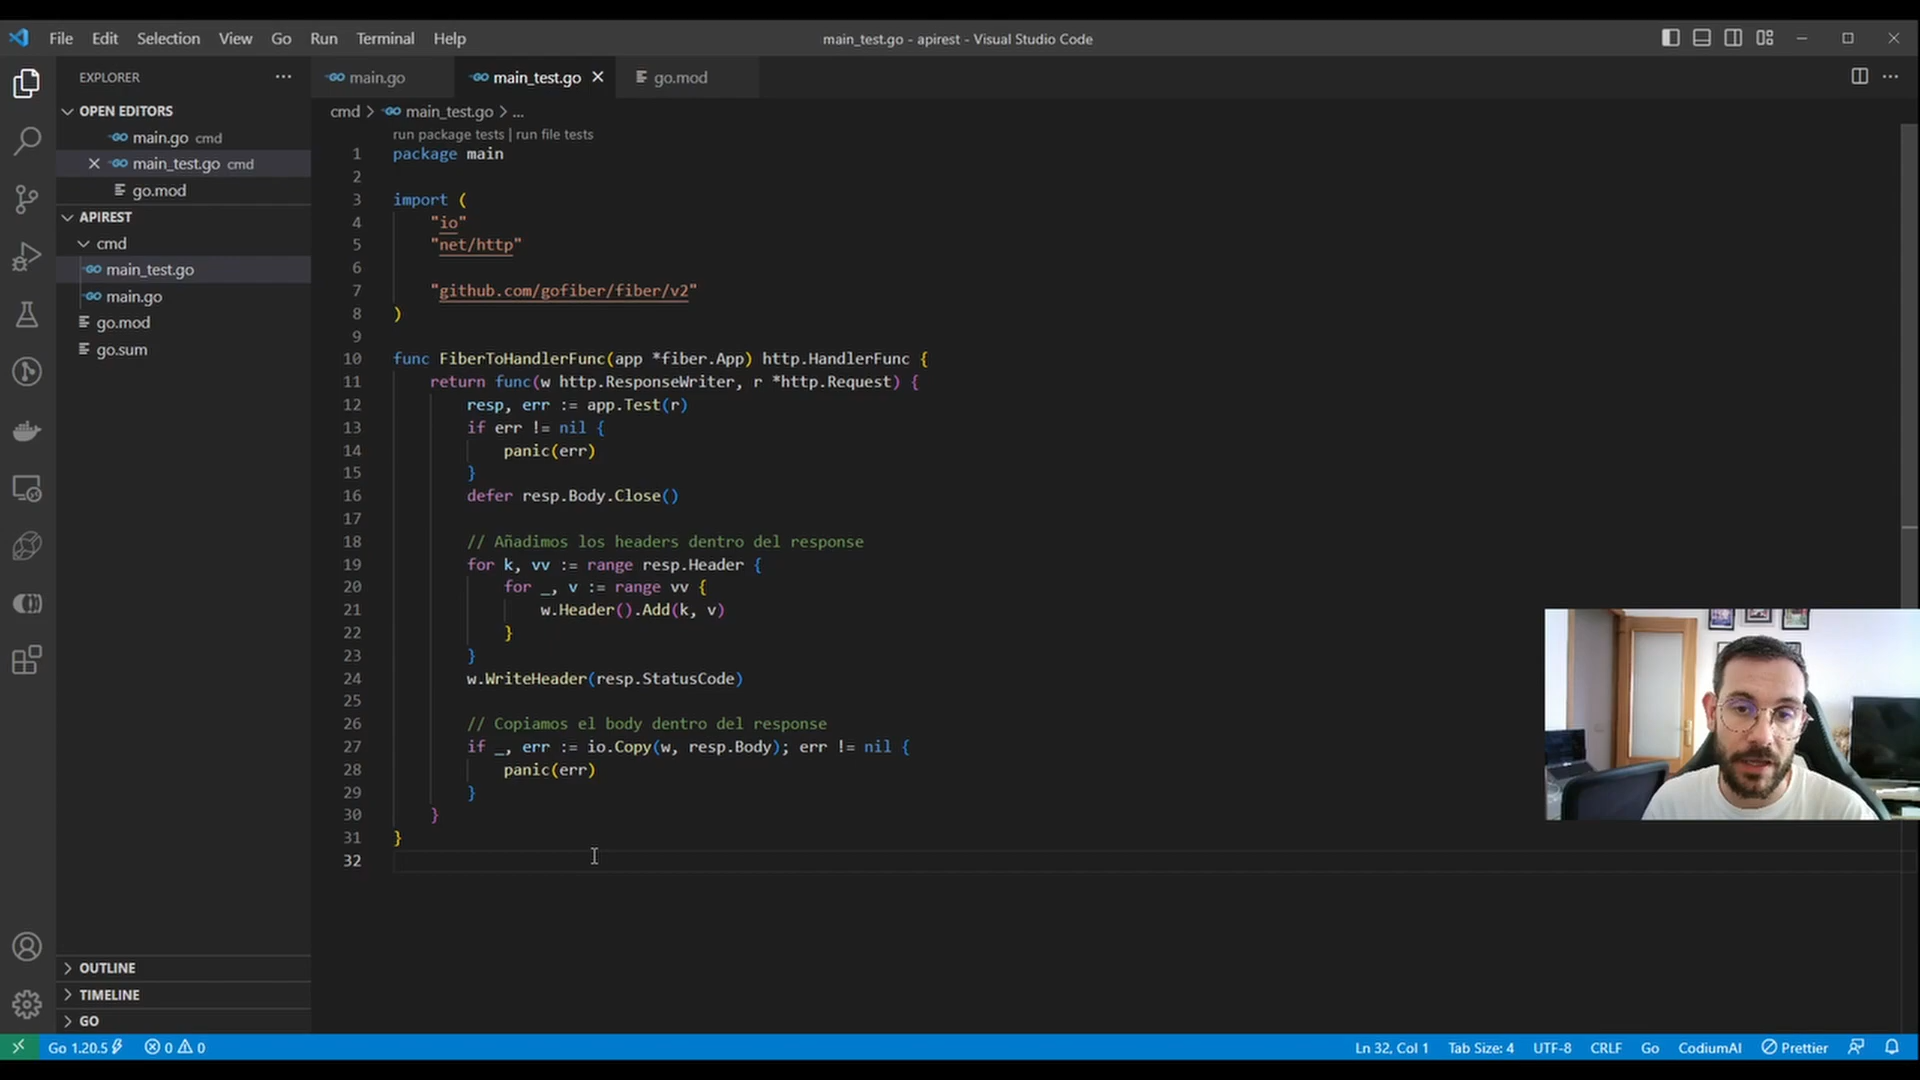 File Edit Selection View Go Run Terminal Help
main_test.go - apirest - Visual Studio Code
EXPLORER
OPEN EDITORS
main.go cmd
main_test.go cmd
go.mod
APIREST
cmd
main_test.go
main.go
go.mod
go.sum
OUTLINE
TIMELINE
GO
main.go
main_test.go
go.mod
cmd > main_test.go > ...
run package tests | run file tests
1 package main
2
3 import (
4 "io"
5 "net/http"
6
7 "github.com/gofiber/fiber/v2"
8 )
9
10 func FiberToHandlerFunc(app *fiber.App) http.HandlerFunc {
11 return func(w http.ResponseWriter, r *http.Request) {
12 resp, err := app.Test(r)
13 if err != nil {
14 panic(err)
15 }
16 defer resp.Body.Close()
17
18 // Añadimos los headers dentro del response
19 for k, vv := range resp.Header {
20 for _, v := range vv {
21 w.Header().Add(k, v)
22 }
23 }
24 w.WriteHeader(resp.StatusCode)
25
26 // Copiamos el body dentro del response
27 if _, err := io.Copy(w, resp.Body); err != nil {
28 panic(err)
29 }
30 }
31 }
32
Go 1.20.5 0 0
Ln 32, Col 1 Tab Size: 4 UTF-8 CRLF Go CodiumAI Prettier